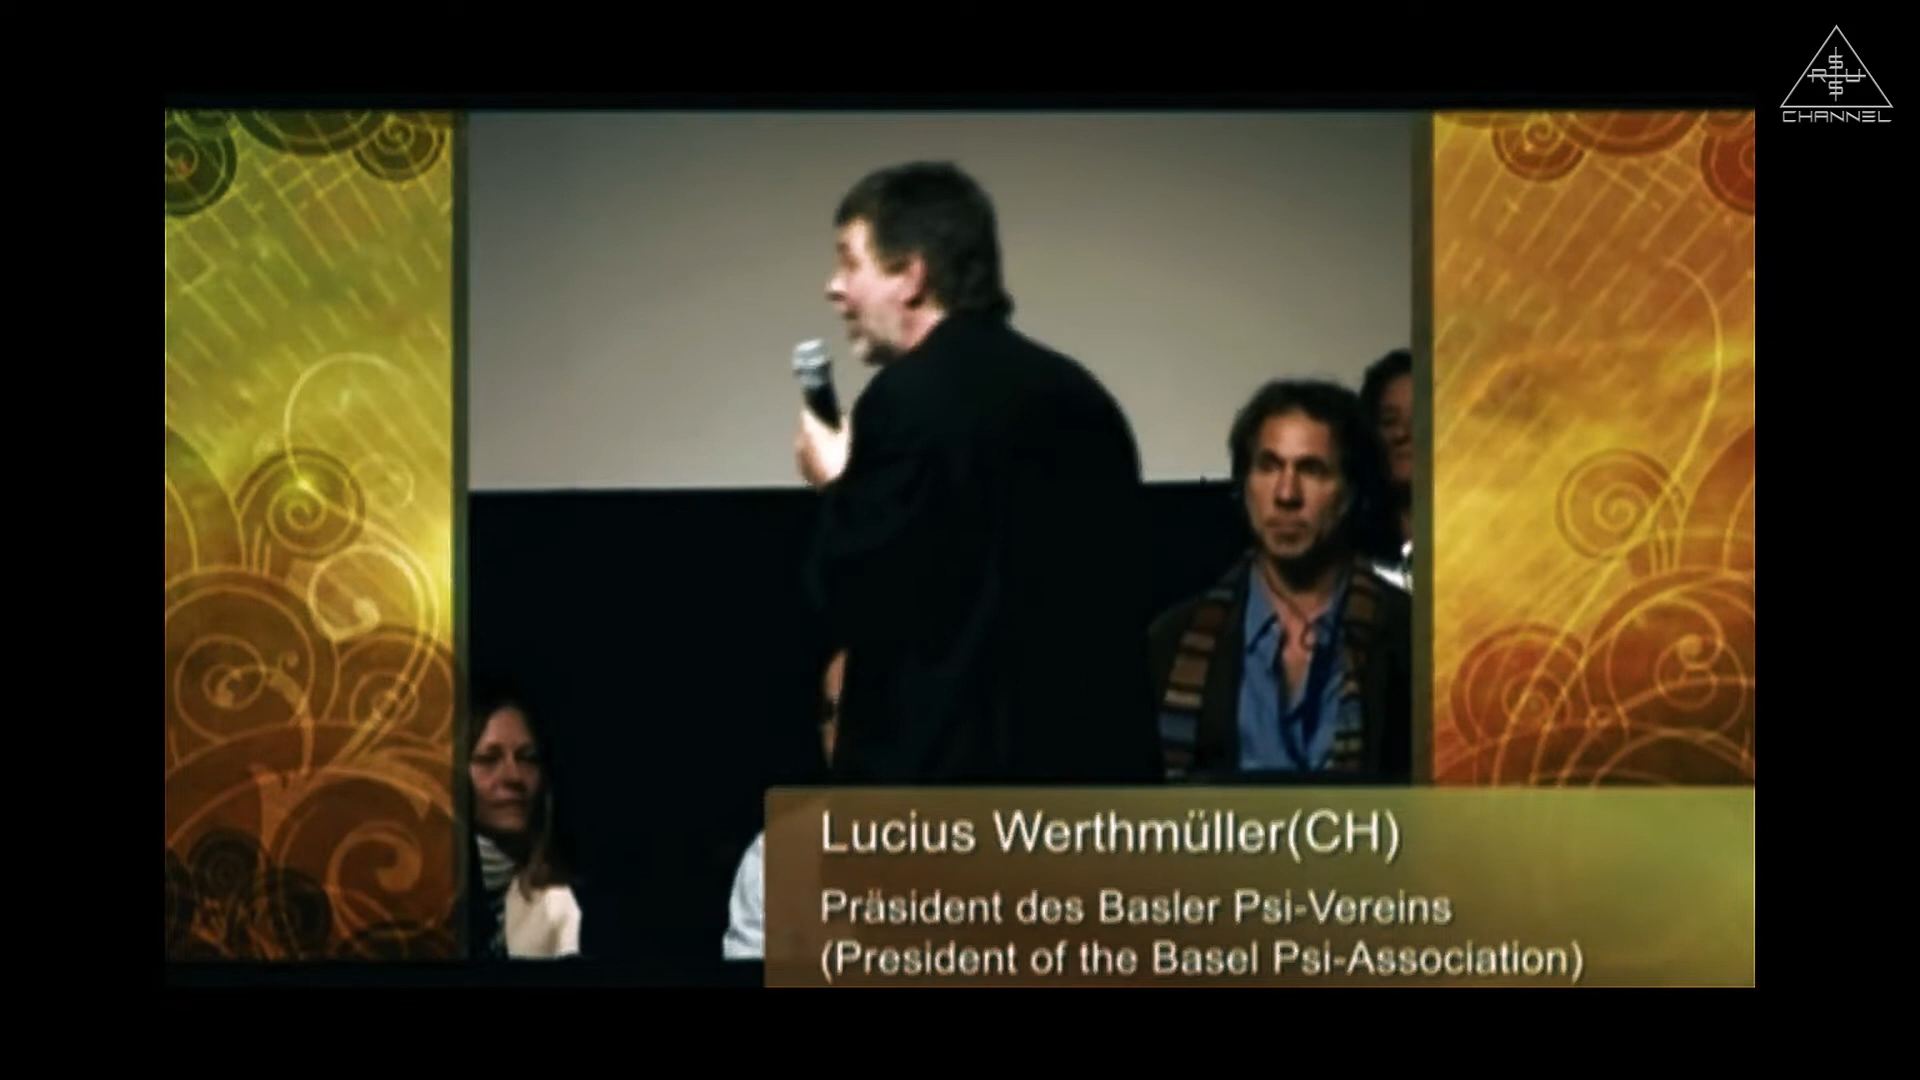 CHANNEL
Lucius Werthmüller(CH)
Präsident des Basler Psi-Vereins
(President of the Basel Psi-Association)